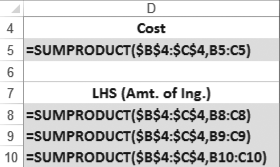 D
4 Cost
5 =SUMPRODUCT($B$4:$C$4,B5:C5)
6
7 LHS (Amt. of Ing.)
8 =SUMPRODUCT($B$4:$C$4,B8:C8)
9 =SUMPRODUCT($B$4:$C$4,B9:C9)
10 =SUMPRODUCT($B$4:$C$4,B10:C10)